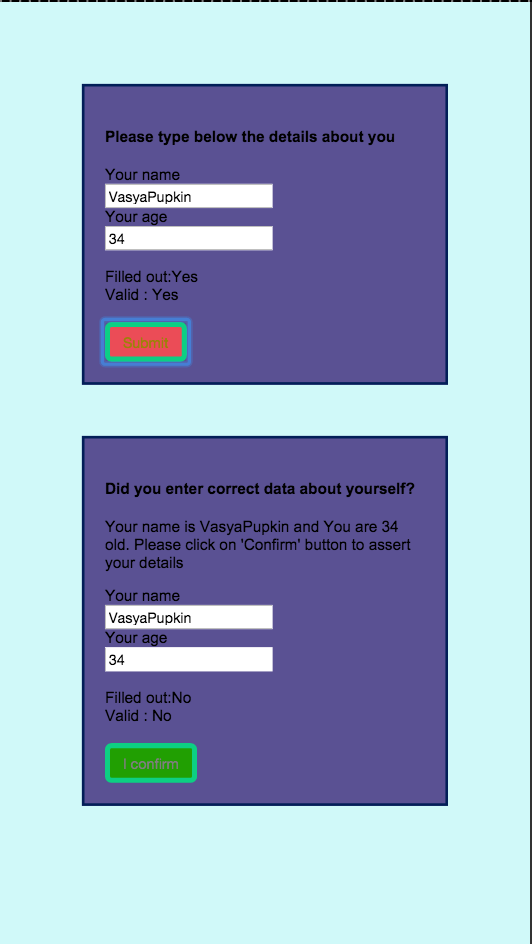 Please type below the details about you
Your name
VasyaPupkin
Your age
34
Filled out:Yes
Valid : Yes
Submit
Did you enter correct data about yourself?
Your name is VasyaPupkin and You are 34
old. Please click on 'Confirm' button to assert
your details
Your name
VasyaPupkin
Your age
34
Filled out:No
Valid : No
I confirm